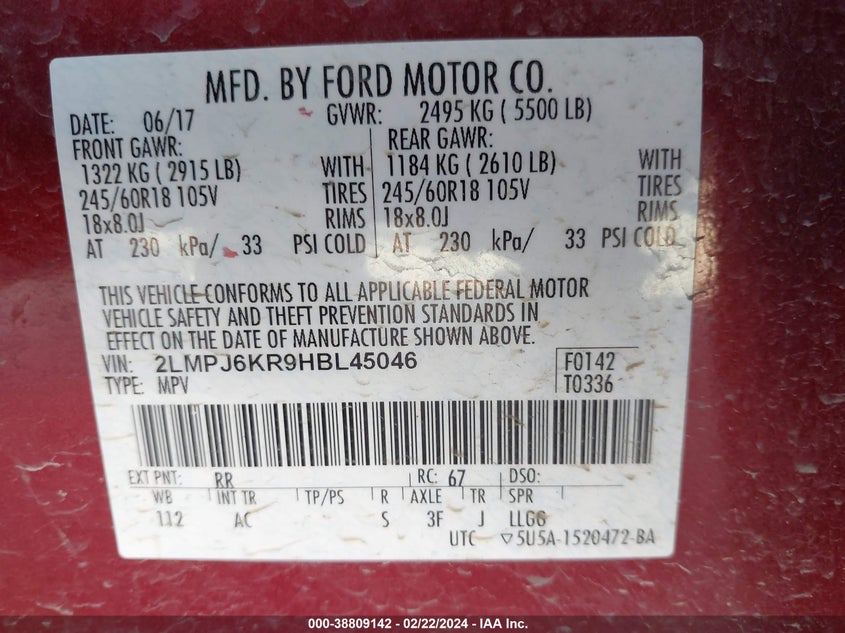 MFD. BY FORD MOTOR CO.
DATE: 06/17 GVWR: 2495 KG ( 5500 LB)
FRONT GAWR: REAR GAWR:
1322 KG ( 2915 LB) WITH 1184 KG ( 2610 LB) WITH
245/60R18 105V TIRES 245/60R18 105V TIRES
18x8.0J RIMS 18x8.0J RIMS
AT 230 kPa/ 33 PSI COLD AT 230 kPa/ 33 PSI COLD
THIS VEHICLE CONFORMS TO ALL APPLICABLE FEDERAL MOTOR
VEHICLE SAFETY AND THEFT PREVENTION STANDARDS IN
EFFECT ON THE DATE OF MANUFACTURE SHOWN ABOVE.
VIN: 2LMPJ6KR9HBL45046 F0142
TYPE: MPV T0336
EXT PNT: RR RC: 67 DSO:
WB INT TR TP/PS R AXLE TR SPR
112 AC S 3F J LLGG
UTC ▽5U5A-1520472-BA
000-38809142 - 02/22/2024 - IAA Inc.